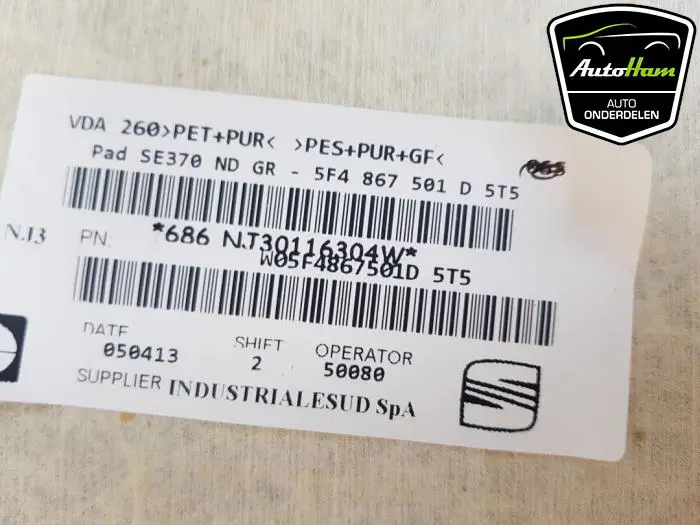 AutoHam
AUTO
ONDERDELEN
VDA 260>PET+PUR< >PES+PUR+GF<
Pad SE370 ND GR - 5F4 867 501 D 5T5
N.13
PN: *686 N.T30116304W*
W05F4867501D 5T5
DATE SHIFT OPERATOR
050413 2 50080
SUPPLIER INDUSTRIALESUD SpA